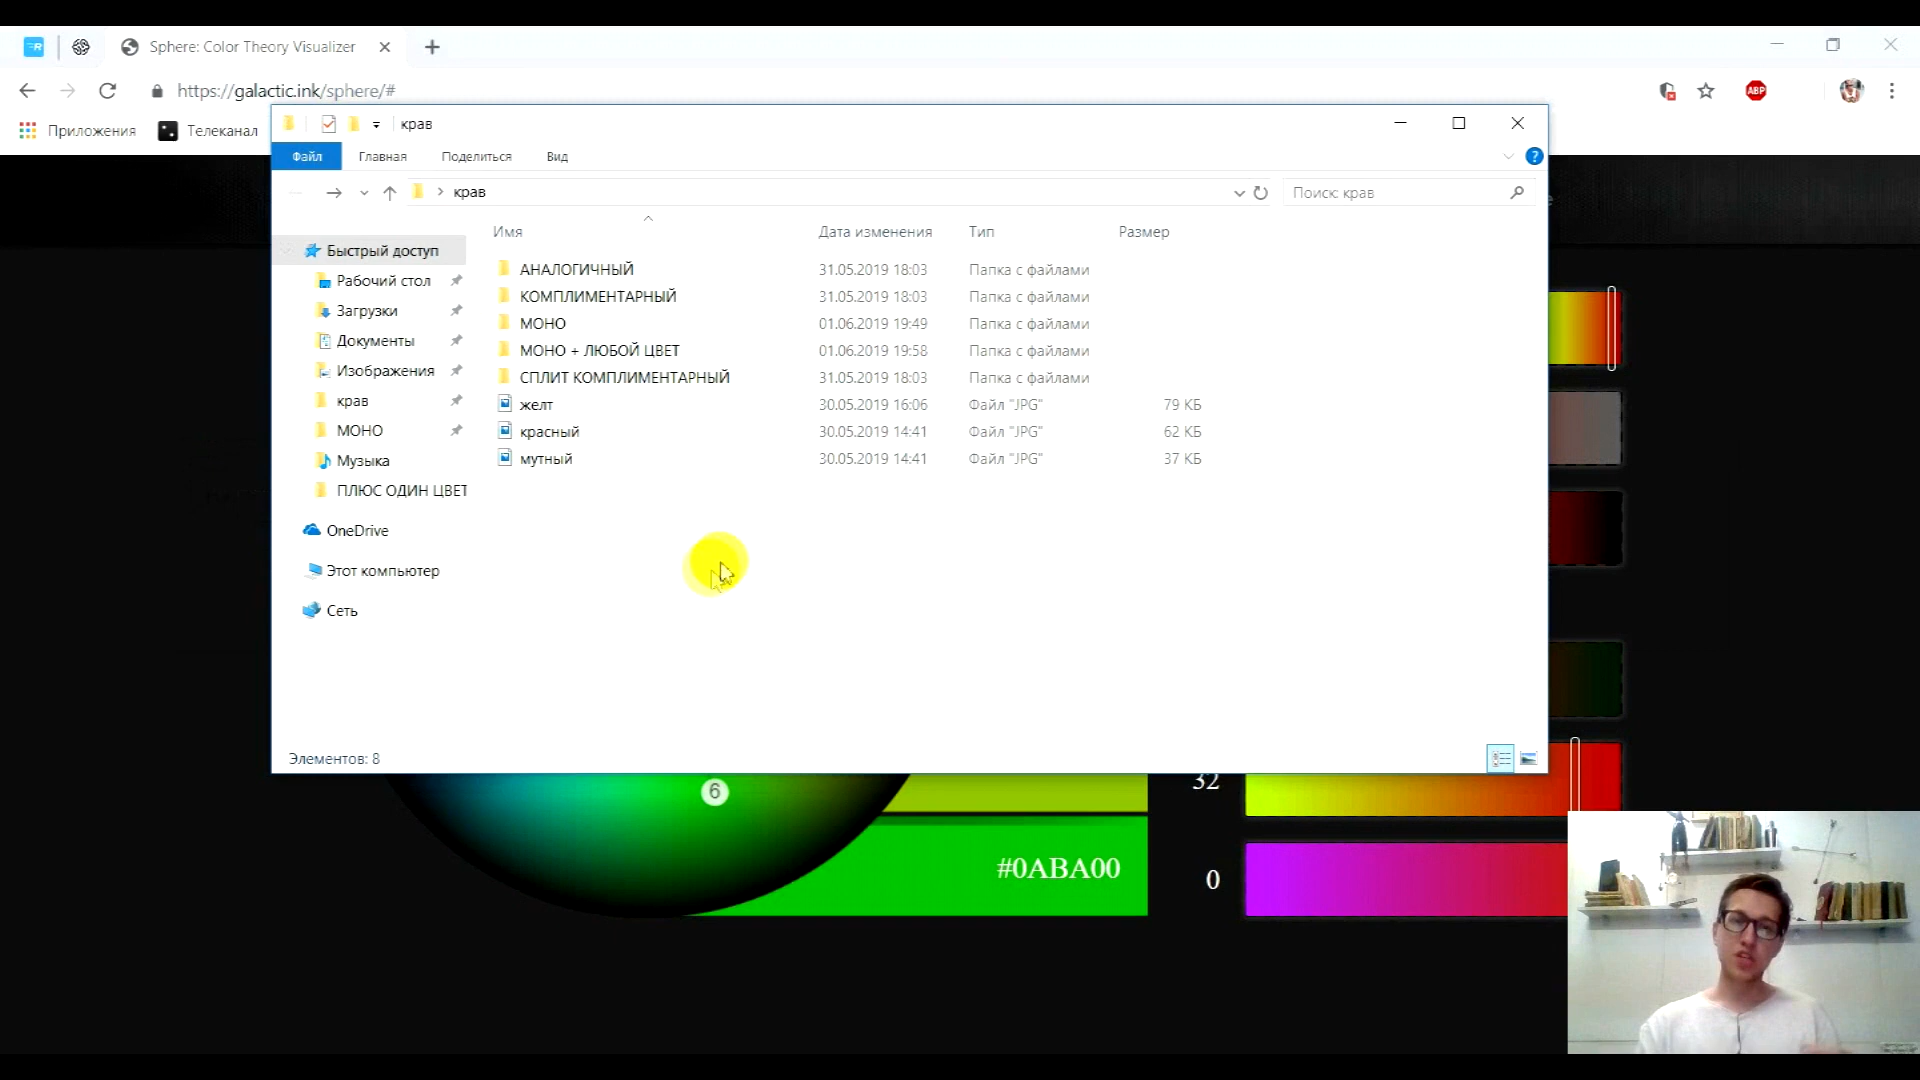 Sphere: Color Theory Visualizer
https://galactic.ink/sphere/#
ABP
Приложения
Телеканал
крав
Файл Главная Поделиться Вид
крав
Поиск: крав
Имя Дата изменения Тип Размер
Быстрый доступ
Рабочий стол
Загрузки
Документы
Изображения
крав
МОНО
Музыка
ПЛЮС ОДИН ЦВЕТ
OneDrive
Этот компьютер
Сеть
АНАЛОГИЧНЫЙ 31.05.2019 18:03 Папка с файлами
КОМПЛИМЕНТАРНЫЙ 31.05.2019 18:03 Папка с файлами
МОНО 01.06.2019 19:49 Папка с файлами
МОНО + ЛЮБОЙ ЦВЕТ 01.06.2019 19:58 Папка с файлами
СПЛИТ КОМПЛИМЕНТАРНЫЙ 31.05.2019 18:03 Папка с файлами
желт 30.05.2019 16:06 Файл "JPG" 79 КБ
красный 30.05.2019 14:41 Файл "JPG" 62 КБ
мутный 30.05.2019 14:41 Файл "JPG" 37 КБ
Элементов: 8
6
32
#0ABA00
0